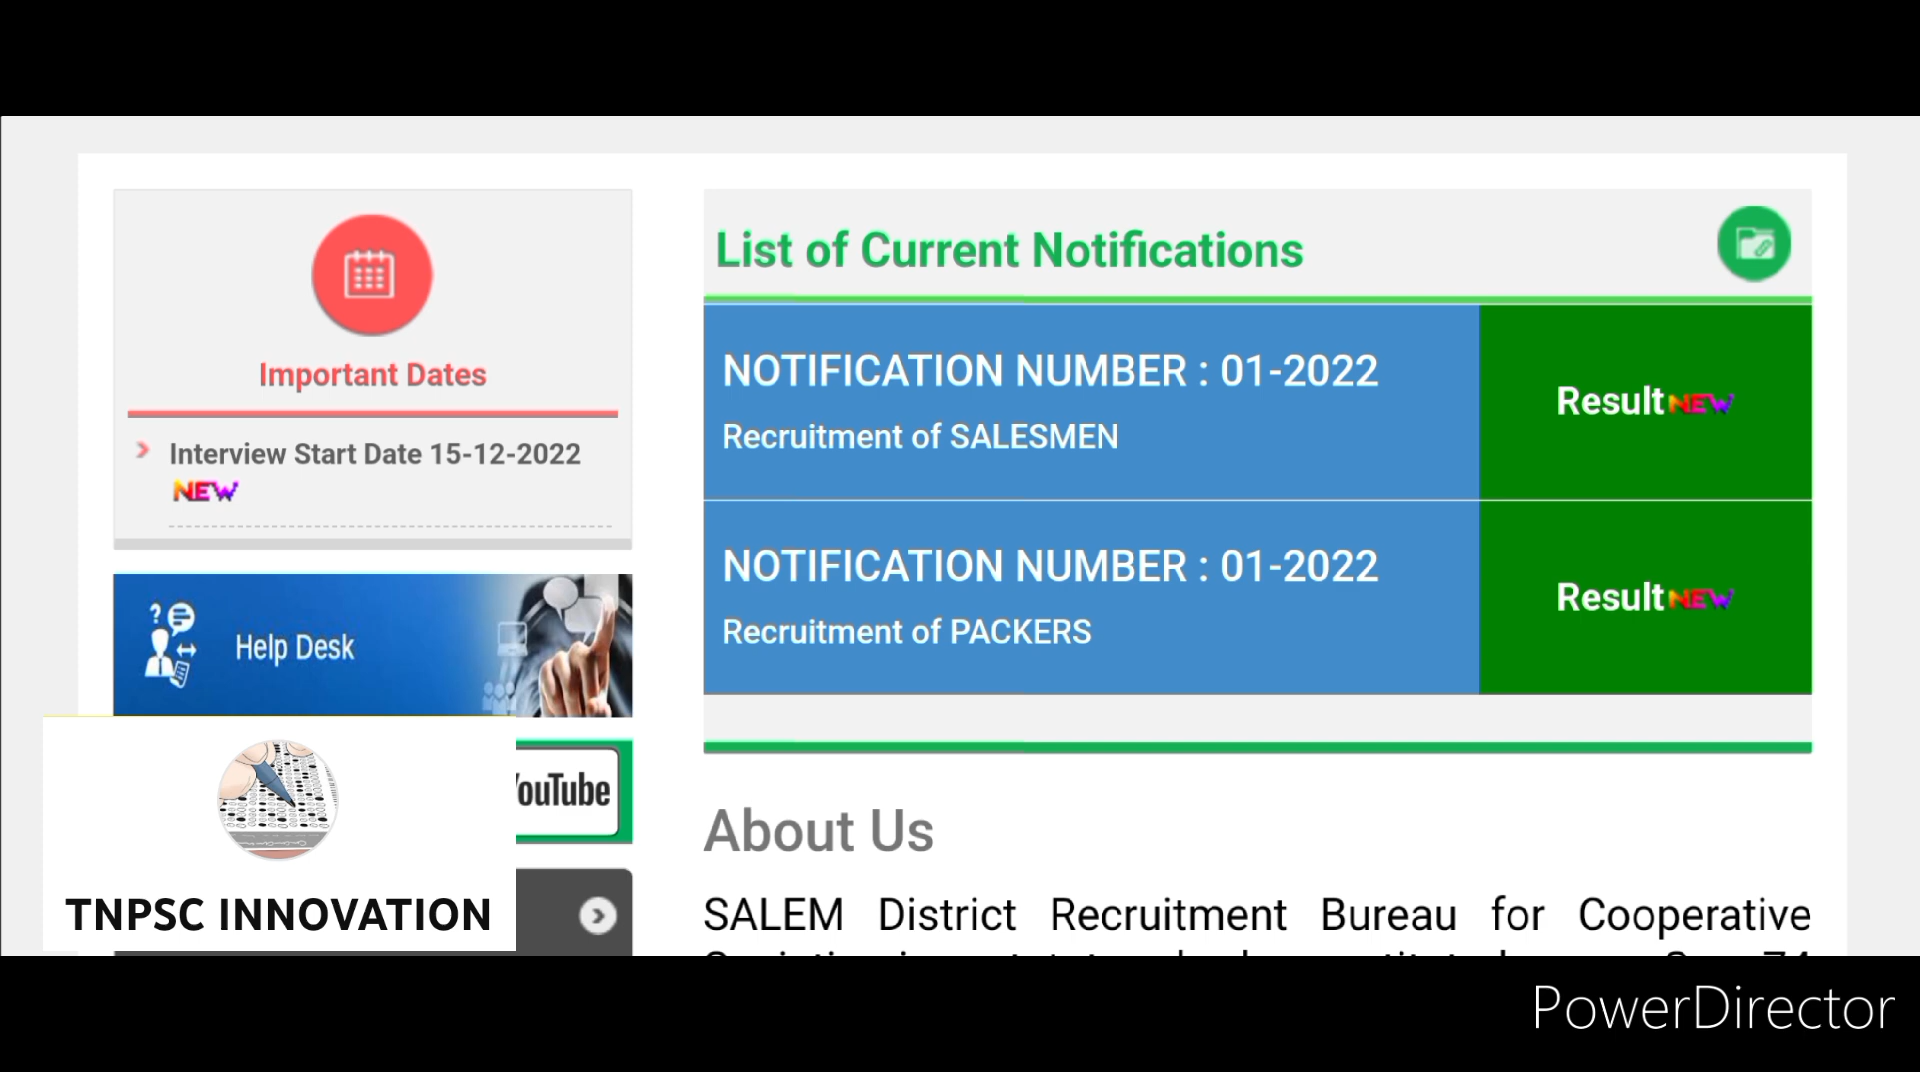 Important Dates
Interview Start Date 15-12-2022
NEW
Help Desk
YouTube
TNPSC INNOVATION
List of Current Notifications
NOTIFICATION NUMBER : 01-2022
Recruitment of SALESMEN
Result NEW
NOTIFICATION NUMBER : 01-2022
Recruitment of PACKERS
Result NEW
About Us
SALEM District Recruitment Bureau for Cooperative
PowerDirector